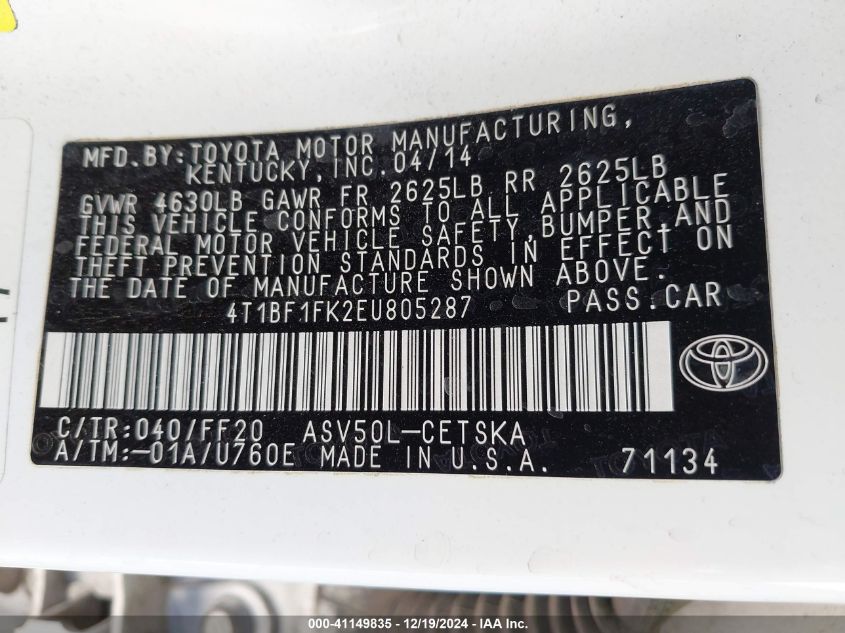 MFD. BY: TOYOTA MOTOR MANUFACTURING,
KENTUCKY, INC. 04/14
GVWR 4630LB GAWR FR 2625LB RR 2625LB
THIS VEHICLE CONFORMS TO ALL APPLICABLE
FEDERAL MOTOR VEHICLE SAFETY, BUMPER, AND
THEFT PREVENTION STANDARDS IN EFFECT ON
THE DATE OF MANUFACTURE SHOWN ABOVE.
4T1BF1FK2EU805287 PASS.CAR
C/TR:040/FF20 ASV50L-CETSKA
A/TM:-01A/U760E MADE IN U.S.A. 71134
000-41149835 - 12/19/2024 - IAAI, Inc.